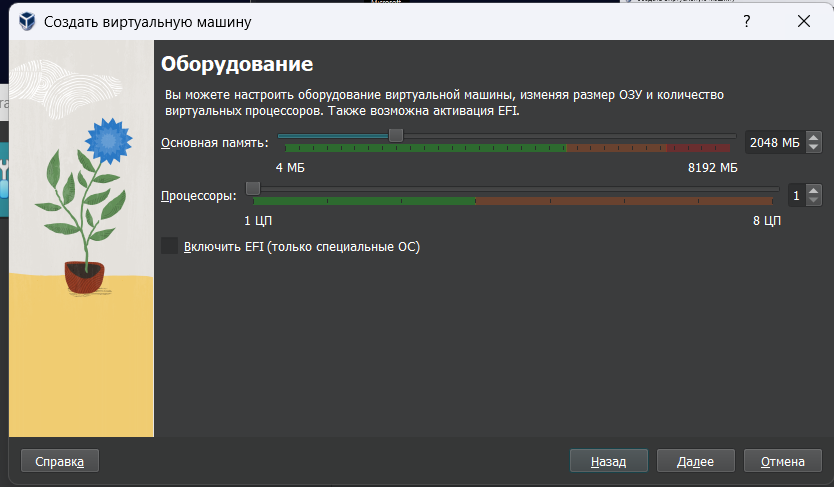 Microsoft
Создать виртуальную машину
?
Оборудование
Вы можете настроить оборудование виртуальной машины, изменяя размер ОЗУ и количество
виртуальных процессоров. Также возможна активация EFI.
Основная память:
2048 МБ
4 МБ
8192 МБ
Процессоры:
1
1 ЦП
8 ЦП
Включить EFI (только специальные ОС)
Справка
Назад
Далее
Отмена